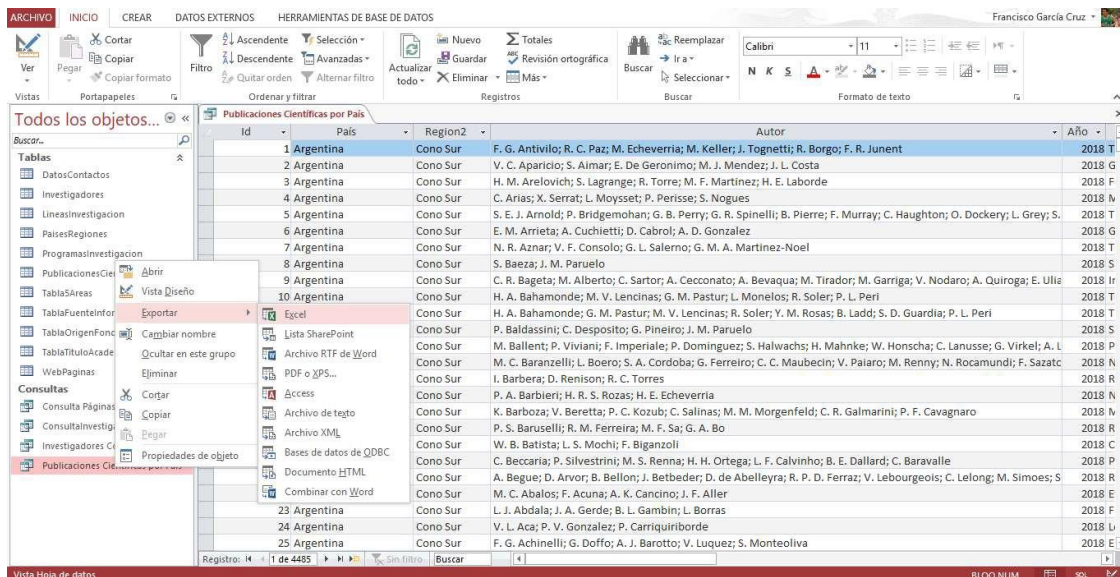 ARCHIVO INICIO CREAR DATOS EXTERNOS HERRAMIENTAS DE BASE DE DATOS Francisco García Cruz
Ver
Pegar
Cortar
Copiar
Copiar formato
Filtro
Ascendente
Descendente
Quitar orden
Selección
Avanzadas
Alternar filtro
Actualizar todo
Nuevo
Guardar
Eliminar
Totales
Revisión ortográfica
Más
Buscar
Reemplazar
Ir a
Seleccionar
Calibri 11
N K S A
Vistas Portapapeles Ordenar y filtrar Registros Buscar Formato de texto
Todos los objetos...
Buscar...
Tablas
DatosContactos
Investigadores
LineasInvestigacion
PaisesRegiones
ProgramasInvestigacion
PublicacionesCie
TablaSAreas
TablaFuenteInfor
TablaOrigenFond
TablaTituloAcade
WebPaginas
Consultas
Consulta Páginas
ConsultaInvestig
Investigadores C
Publicaciones Científicas por País
Abrir
Vista Diseño
Exportar
Cambiar nombre
Ocultar en este grupo
Eliminar
Cortar
Copiar
Pegar
Propiedades de objeto
Excel
Lista SharePoint
Archivo RTF de Word
PDF o XPS...
Access
Archivo de texto
Archivo XML
Bases de datos de ODBC
Documento HTML
Combinar con Word
Publicaciones Científicas por País
Id País Region2 Autor Año
1 Argentina Cono Sur F. G. Antivilo; R. C. Paz; M. Echeverria; M. Keller; J. Tognetti; R. Borgo; F. R. Junent 2018 T
2 Argentina Cono Sur V. C. Aparicio; S. Aimar; E. De Geronimo; M. J. Mendez; J. L. Costa 2018 G
3 Argentina Cono Sur H. M. Arelovich; S. Lagrange; R. Torre; M. F. Martinez; H. E. Laborde 2018 F
4 Argentina Cono Sur C. Arias; X. Serrat; L. Moysset; P. Perisse; S. Nogues 2018 M
5 Argentina Cono Sur S. E. J. Arnold; P. Bridgemohan; G. B. Perry; G. R. Spinelli; B. Pierre; F. Murray; C. Haughton; O. Dockery; L. Grey; S. 2018 T
6 Argentina Cono Sur E. M. Arrieta; A. Cuchietti; D. Cabrol; A. D. Gonzalez 2018 G
7 Argentina Cono Sur N. R. Aznar; V. F. Consolo; G. L. Salerno; G. M. A. Martinez-Noel 2018 T
8 Argentina Cono Sur S. Baeza; J. M. Paruelo 2018 S
9 Argentina Cono Sur C. R. Bageta; M. Alberto; C. Sartor; A. Cecconato; A. Bevaqua; M. Tirador; M. Garriga; V. Nodaro; A. Quiroga; E. Ulia 2018 Ir
10 Argentina Cono Sur H. A. Bahamonde; M. V. Lencinas; G. M. Pastur; L. Monelos; R. Soler; P. L. Peri 2018 T
Cono Sur H. A. Bahamonde; G. M. Pastur; M. V. Lencinas; R. Soler; Y. M. Rosas; B. Ladd; S. D. Guardia; P. L. Peri 2018 T
Cono Sur P. Baldassini; C. Desposito; G. Pineiro; J. M. Paruelo 2018 S
Cono Sur M. Ballent; P. Viviani; F. Imperiale; P. Dominguez; S. Halwachs; H. Mahnke; W. Honscha; C. Lanusse; G. Virkel; A. L 2018 P
Cono Sur M. C. Baranzelli; L. Boero; S. A. Cordoba; G. Ferreiro; C. C. Maubecin; V. Paiaro; M. Renny; N. Rocamundi; F. Sazatc 2018 N
Cono Sur I. Barbera; D. Renison; R. C. Torres 2018 R
Cono Sur P. A. Barbieri; H. R. S. Rozas; H. E. Echeverria 2018 N
Cono Sur K. Barboza; V. Beretta; P. C. Kozub; C. Salinas; M. M. Morgenfeld; C. R. Galmarini; P. F. Cavagnaro 2018 M
Cono Sur P. S. Baruselli; R. M. Ferreira; M. F. Sa; G. A. Bo 2018 R
Cono Sur W. B. Batista; L. S. Mochi; F. Biganzoli 2018 C
Cono Sur C. Beccaria; P. Silvestrini; M. S. Renna; H. H. Ortega; L. F. Calvinho; B. E. Dallard; C. Baravalle 2018 P
Cono Sur A. Begue; D. Arvor; B. Bellon; J. Betbeder; D. de Abelleyra; R. P. D. Ferraz; V. Lebourgeois; C. Lelong; M. Simoes; S 2018 R
Cono Sur M. C. Abalos; F. Acuna; A. K. Cancino; J. F. Aller 2018 E
23 Argentina Cono Sur L. J. Abdala; J. A. Gerde; B. L. Gambin; L. Borras 2018 F
24 Argentina Cono Sur V. L. Aca; P. V. Gonzalez; P. Carriquiriborde 2018 L
25 Argentina Cono Sur F. G. Achinelli; G. Doffo; A. J. Barotto; V. Luquez; S. Monteoliva 2018 E
Registro: 1 de 4485 Sin filtro Buscar
Vista Hoja de datos BLOQ NUM SQL